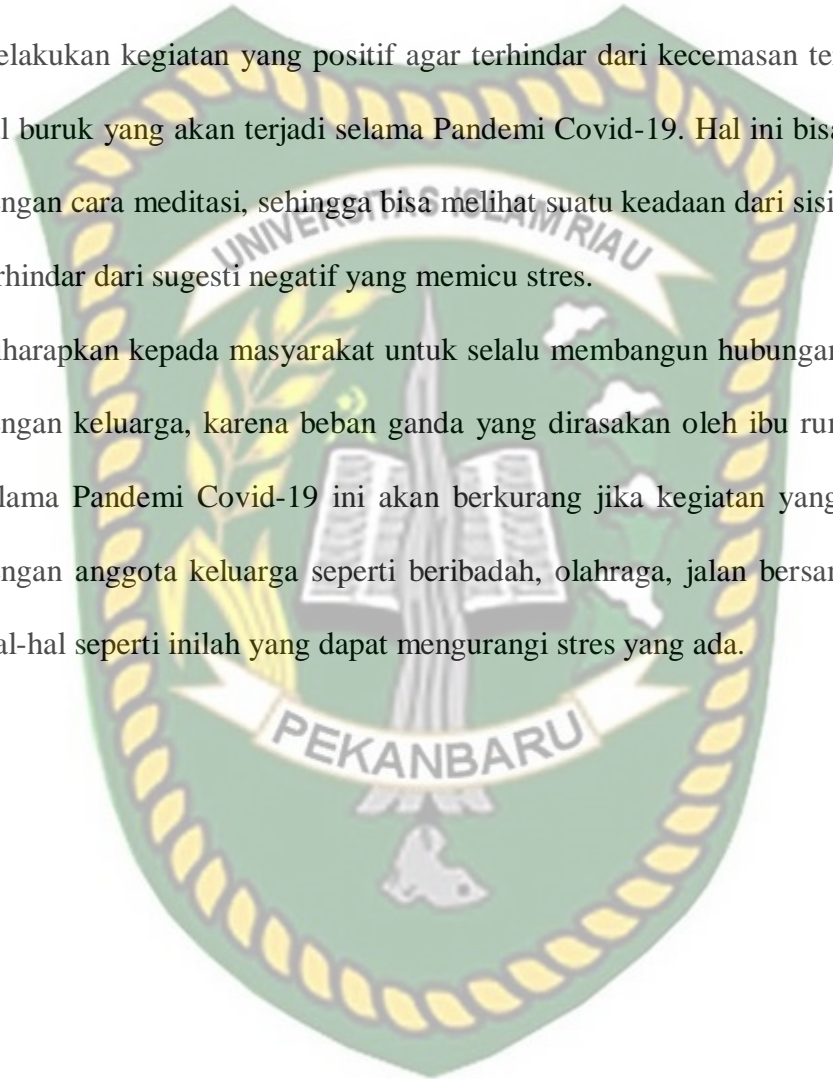 elakukan kegiatan yang positif agar terhindar dari kecemasan te
l buruk yang akan terjadi selama Pandemi Covid-19. Hal ini bisa
ngan cara meditasi, sehingga bisa melihat suatu keadaan dari sisi
rhindar dari sugesti negatif yang memicu stres.
harapkan kepada masyarakat untuk selalu membangun hubungan
ngan keluarga, karena beban ganda yang dirasakan oleh ibu ru
lama Pandemi Covid-19 ini akan berkurang jika kegiatan yang
ngan anggota keluarga seperti beribadah, olahraga, jalan bersa
al-hal seperti inilah yang dapat mengurangi stres yang ada.
UNIVERSITAS ISLAM RIAU
PEKANBARU